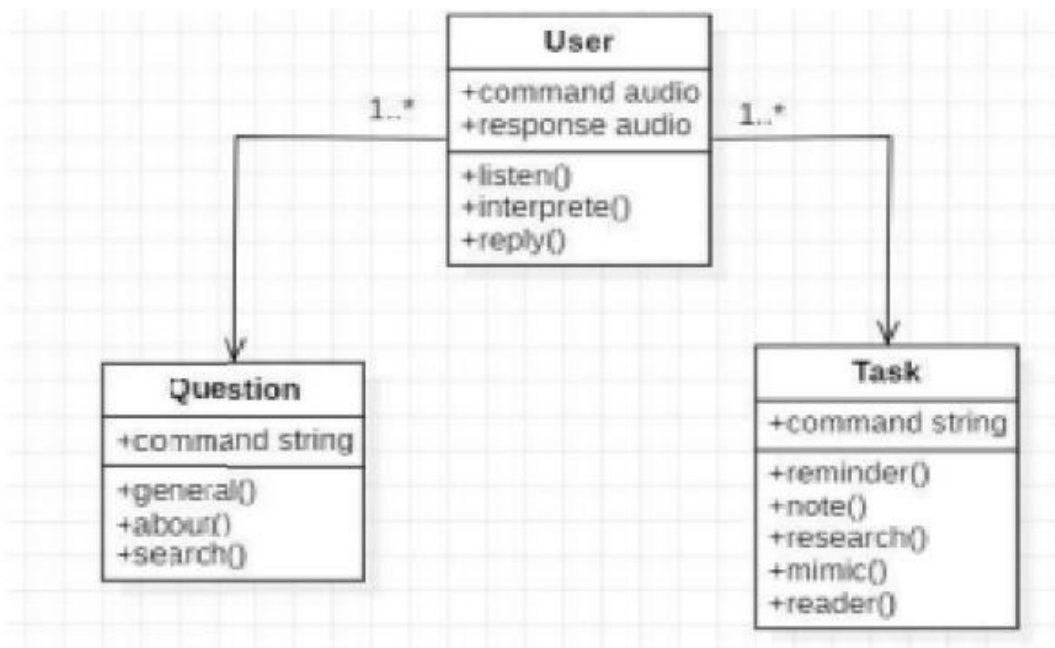 User
+command audio
+response audio
1..*
1..*
+listen()
+interprete()
+reply()
Question
+command string
+general()
+about()
+search()
Task
+command string
+reminder()
+note()
+research()
+mimic()
+reader()